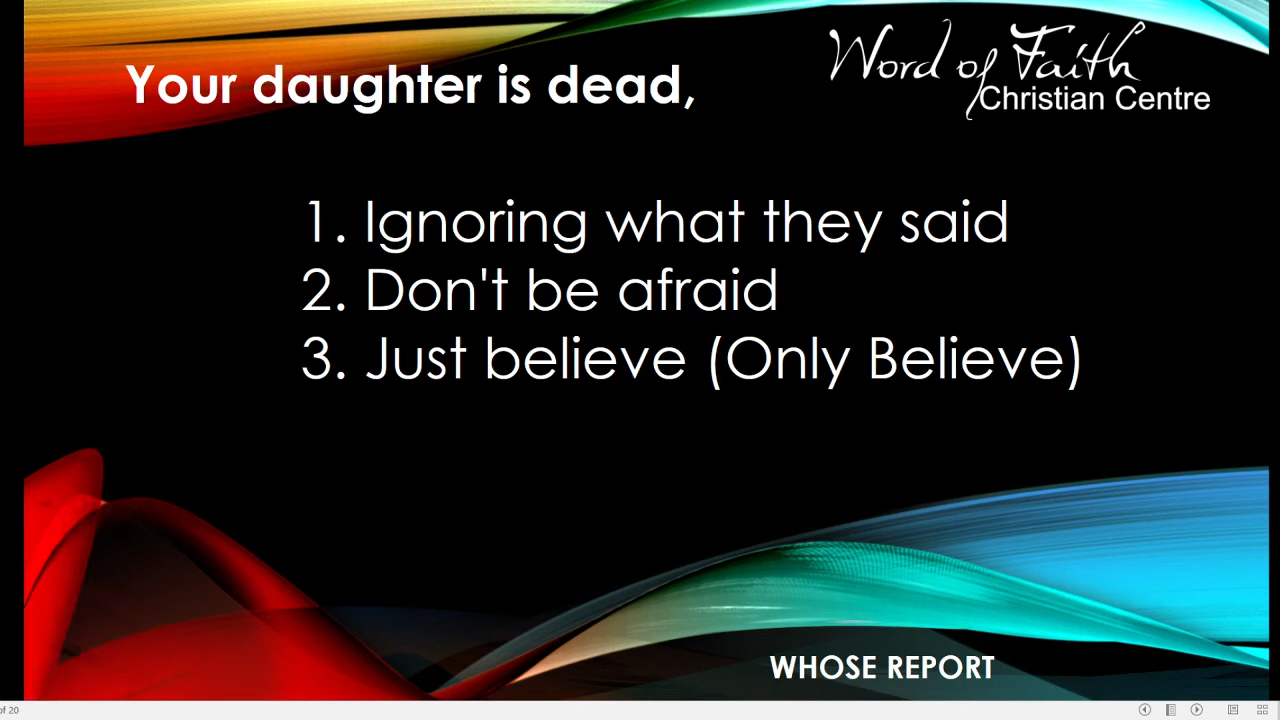 Your daughter is dead,
Word of Faith
Christian Centre
1. Ignoring what they said
2. Don't be afraid
3. Just believe (Only Believe)
WHOSE REPORT
of 20